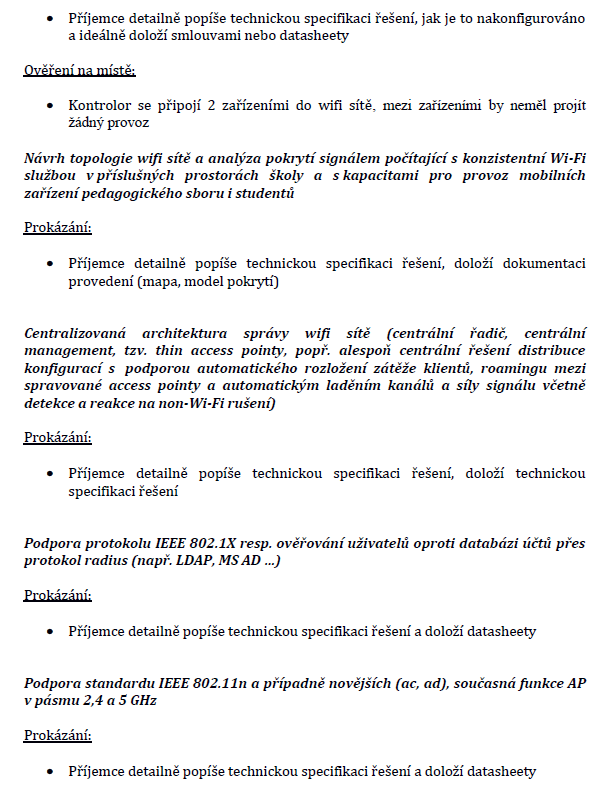 • Příjemce detailně popíše technickou specifikaci řešení, jak je to nakonfigurováno
a ideálně doloží smlouvami nebo datasheety
Ověření na místě:
• Kontrolor se připojí 2 zařízeními do wifi sítě, mezi zařízeními by neměl projít
žádný provoz
Návrh topologie wifi sítě a analýza pokrytí signálem počítající s konzistentní Wi-Fi
službou v příslušných prostorách školy a s kapacitami pro provoz mobilních
zařízení pedagogického sboru i studentů
Prokázání:
• Příjemce detailně popíše technickou specifikaci řešení, doloží dokumentaci
provedení (mapa, model pokrytí)
Centralizovaná architektura správy wifi sítě (centrální řadič, centrální
management, tzv. thin access pointy, popř. alespoň centrální řešení distribuce
konfigurací s podporou automatického rozložení zátěže klientů, roamingu mezi
spravované access pointy a automatickým laděním kanálů a síly signálu včetně
detekce a reakce na non-Wi-Fi rušení)
Prokázání:
• Příjemce detailně popíše technickou specifikaci řešení, doloží technickou
specifikaci řešení
Podpora protokolu IEEE 802.1X resp. ověřování uživatelů oproti databázi účtů přes
protokol radius (např. LDAP, MS AD ...)
Prokázání:
• Příjemce detailně popíše technickou specifikaci řešení a doloží datasheety
Podpora standardu IEEE 802.11n a případně novějších (ac, ad), současná funkce AP
v pásmu 2,4 a 5 GHz
Prokázání:
• Příjemce detailně popíše technickou specifikaci řešení a doloží datasheety